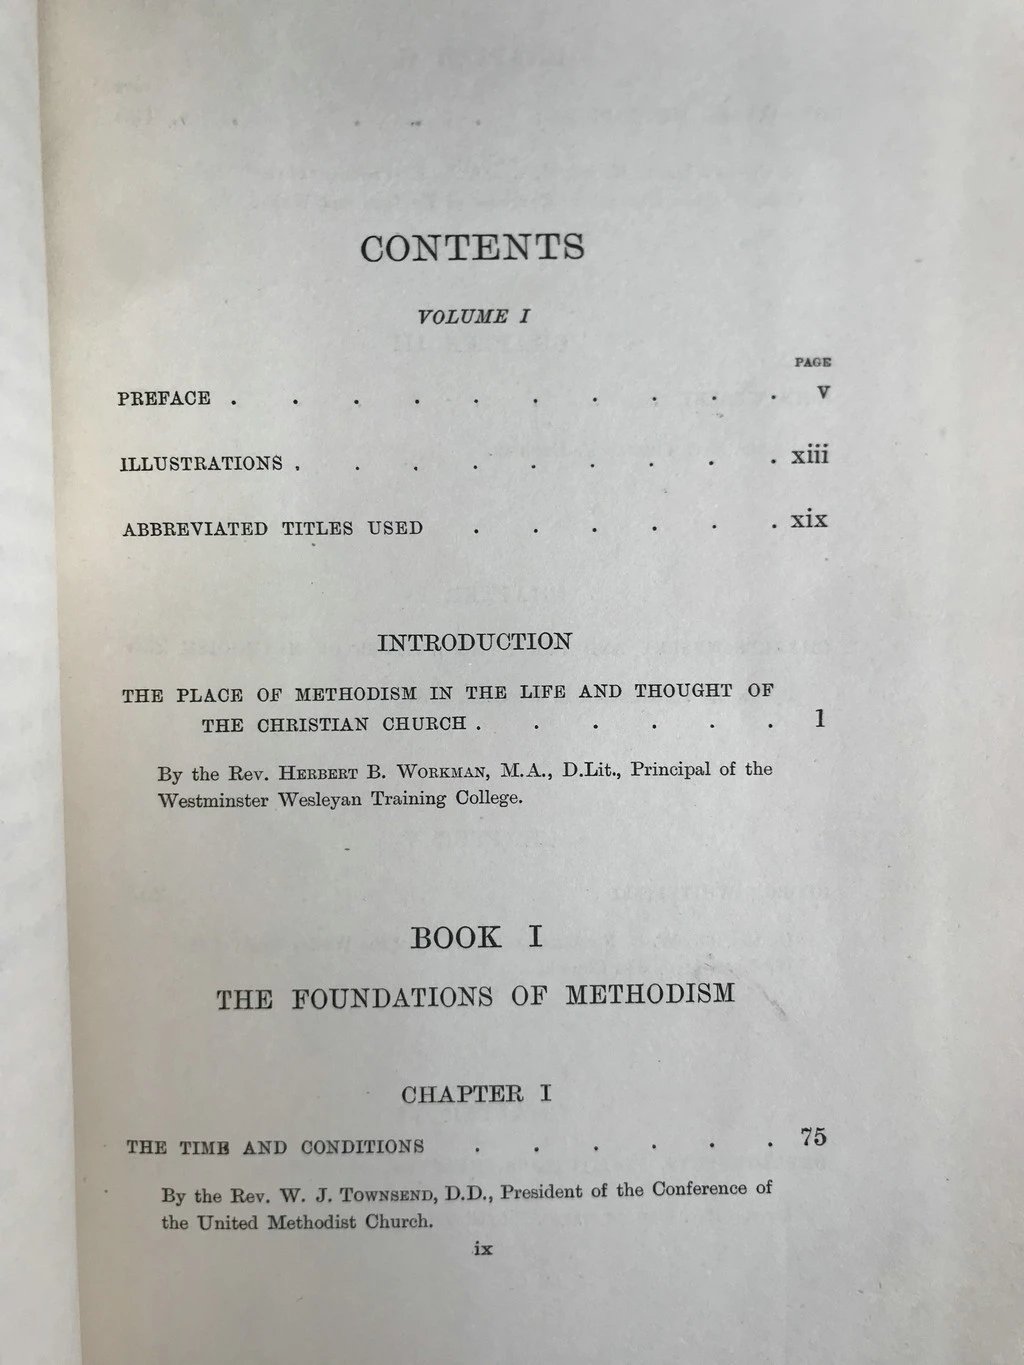 CONTENTS
VOLUME I
PAGE
PREFACE . . . . . . . . . . v
ILLUSTRATIONS . . . . . . . . . xiii
ABBREVIATED TITLES USED . . . . . . xix
INTRODUCTION
THE PLACE OF METHODISM IN THE LIFE AND THOUGHT OF
THE CHRISTIAN CHURCH . . . . . . 1
By the Rev. HERBERT B. WORKMAN, M.A., D.Lit., Principal of the
Westminster Wesleyan Training College.
BOOK I
THE FOUNDATIONS OF METHODISM
CHAPTER I
THE TIME AND CONDITIONS . . . . . . 75
By the Rev. W. J. TOWNSEND, D.D., President of the Conference of
the United Methodist Church.
ix